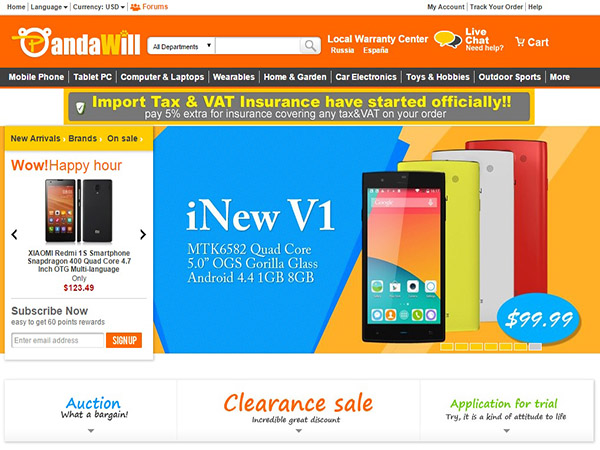 Home Language Currency: USD Forums My Account Track Your Order Help
PandaWill
All Departments
Local Warranty Center
Russia España
Live Chat
Need help?
Cart
Mobile Phone Tablet PC Computer & Laptops Wearables Home & Garden Car Electronics Toys & Hobbies Outdoor Sports More
Import Tax & VAT Insurance have started officially!!
pay 5% extra for insurance covering any tax&VAT on your order
New Arrivals Brands On sale
Wow!Happy hour
XIAOMI Redmi 1S Smartphone
Snapdragon 400 Quad Core 4.7
Inch OTG Multi-language
Only
$123.49
Subscribe Now
easy to get 60 points rewards
Enter email address
SIGN UP
iNew V1
MTK6582 Quad Core
5.0" OGS Gorilla Glass
Android 4.4 1GB 8GB
Google
$99.99
Auction
What a bargain!
Clearance sale
Incredible great discount
Application for trial
Try, it is a kind of attitude to life